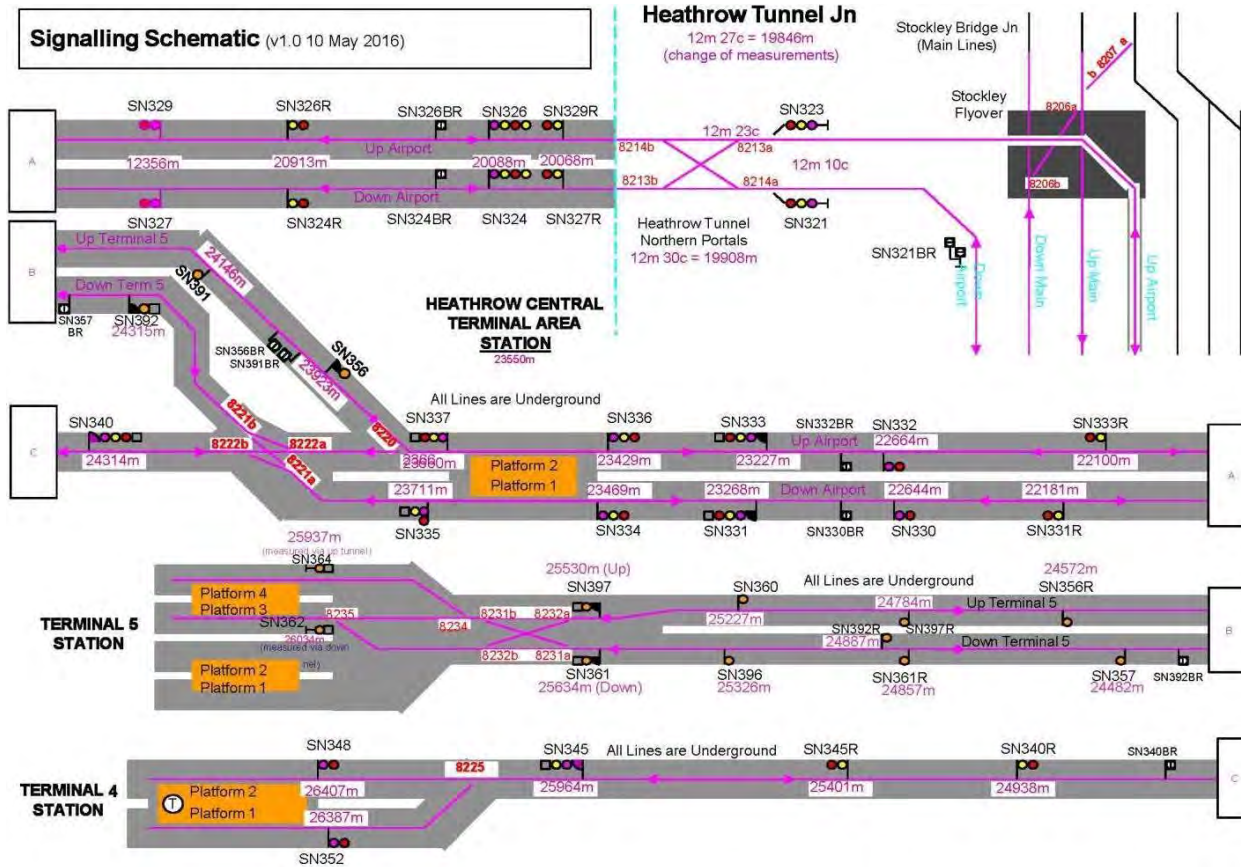 Signalling Schematic (v1.0 10 May 2016)
Heathrow Tunnel Jn
12m 27c = 19846m
(change of measurements)
Stockley Bridge Jn
(Main Lines)
b 8207 a
Stockley
Flyover
8206a
8206b
SN329
SN326R
SN326BR
SN326
SN329R
SN323
A
12356m
20913m
Up Airport
20088m
20068m
8214b
12m 23c
8213a
12m 10c
Down Airport
8213b
8214a
SN327
SN324R
SN324BR
SN324
SN327R
SN321
Heathrow Tunnel
Northern Portals
12m 30c = 19908m
SN321BR
Down
Airport
Down Main
Up Main
Up Airport
B
Up Terminal 5
24146m
SN391
Down Term 5
SN357
BR
SN392
24315m
SN356BR
SN391BR
23923m
SN356
HEATHROW CENTRAL
TERMINAL AREA
STATION
23550m
All Lines are Underground
8221b
8220
SN340
8222b
8222a
SN337
SN336
SN333
SN332BR
SN332
SN333R
C
24314m
23960m
Platform 2
23429m
23227m
Up Airport
22664m
22100m
8221a
23711m
Platform 1
23469m
23268m
Down Airport
22644m
22181m
A
SN335
SN334
SN331
SN330BR
SN330
SN331R
25937m
(measured via up tunnel)
SN364
25530m (Up)
All Lines are Underground
24572m
TERMINAL 5
STATION
Platform 4
Platform 3
8235
SN362
26034m
(measured via down
nel)
Platform 2
Platform 1
8234
8231b
8232a
SN397
SN360
25227m
24784m
SN356R
Up Terminal 5
SN392R
SN397R
24887m
Down Terminal 5
B
8232b
8231a
SN361
25634m (Down)
SN396
25326m
SN361R
24857m
SN357
24482m
SN392BR
TERMINAL 4
STATION
SN348
8225
SN345
All Lines are Underground
SN345R
SN340R
SN340BR
T
Platform 2
Platform 1
26407m
26387m
25964m
25401m
24938m
C
SN352